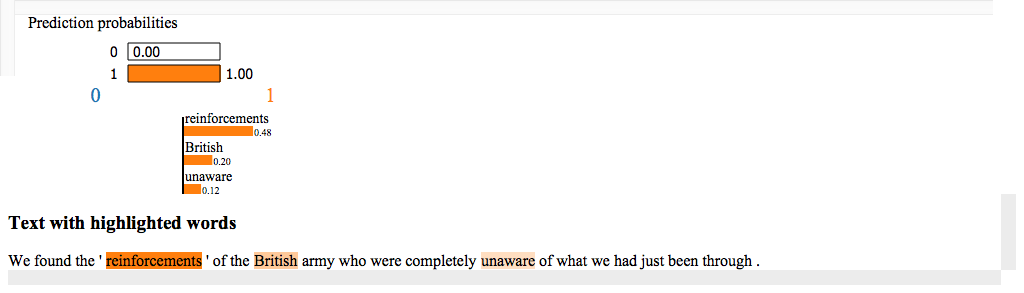 Prediction probabilities
0 0.00
1 1.00
0 1
reinforcements
0.48
British
0.20
unaware
0.12
Text with highlighted words
We found the ' reinforcements ' of the British army who were completely unaware of what we had just been through .